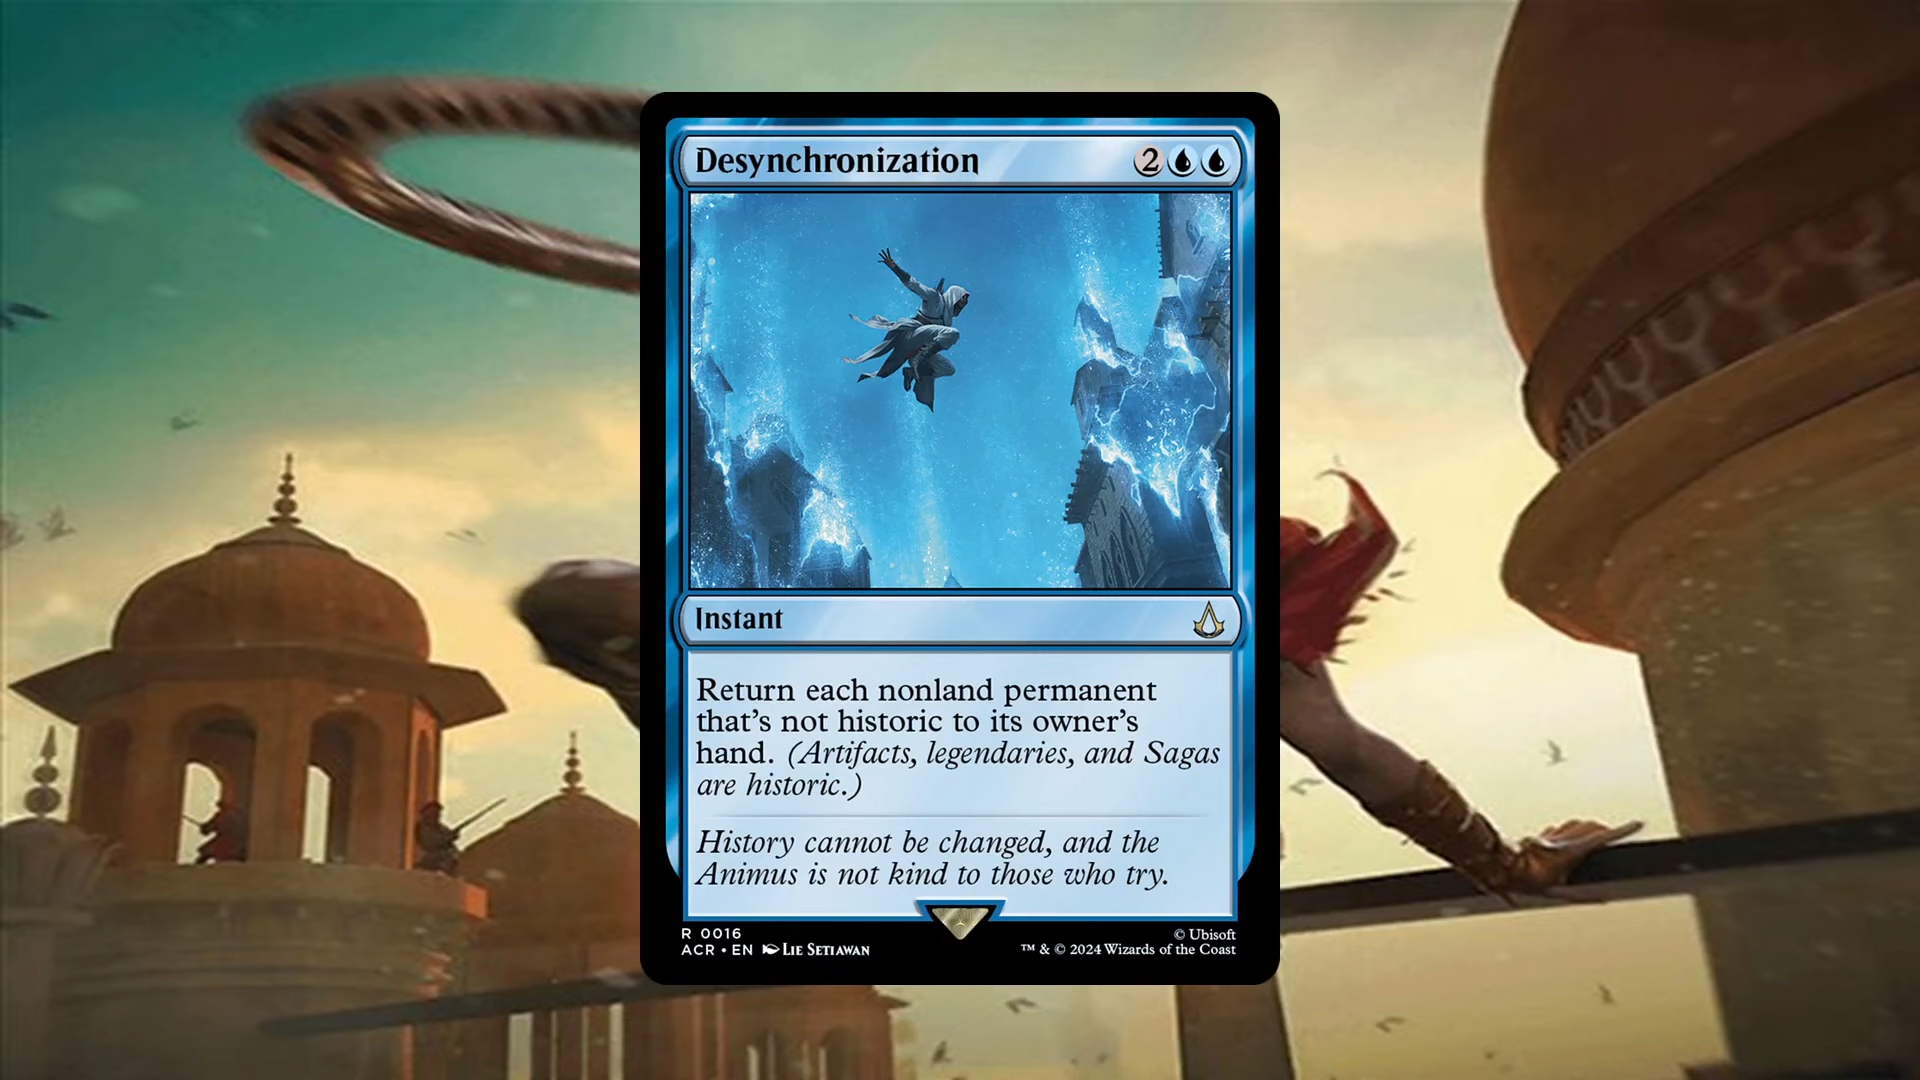 Desynchronization 2
Instant
Return each nonland permanent
that's not historic to its owner's
hand. (Artifacts, legendaries, and Sagas
are historic.)
History cannot be changed, and the
Animus is not kind to those who try.
R 0016
ACR • EN Lie Setiawan
© Ubisoft
™ & © 2024 Wizards of the Coast